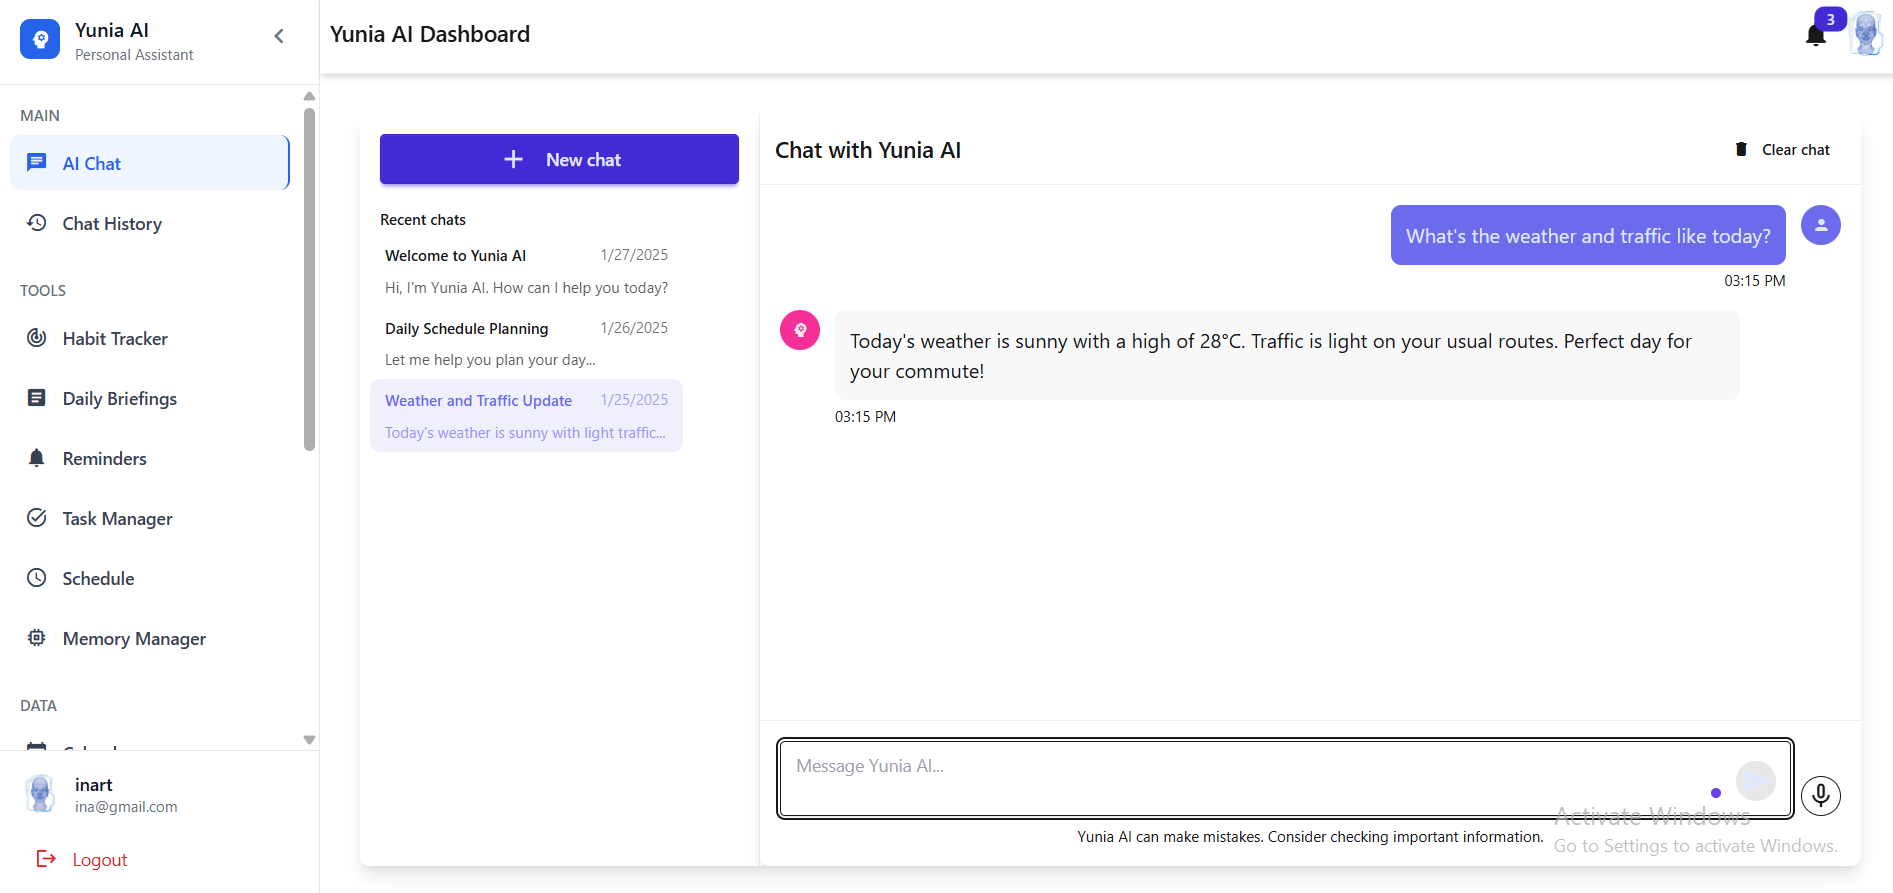 Yunia AI
Personal Assistant
MAIN
AI Chat
Chat History
TOOLS
Habit Tracker
Daily Briefings
Reminders
Task Manager
Schedule
Memory Manager
DATA
inart
ina@gmail.com
Logout
Yunia AI Dashboard
3
New chat
Recent chats
Welcome to Yunia AI 1/27/2025
Hi, I'm Yunia AI. How can I help you today?
Daily Schedule Planning 1/26/2025
Let me help you plan your day...
Weather and Traffic Update 1/25/2025
Today's weather is sunny with light traffic...
Chat with Yunia AI
Clear chat
What's the weather and traffic like today?
03:15 PM
Today's weather is sunny with a high of 28°C. Traffic is light on your usual routes. Perfect day for
your commute!
03:15 PM
Message Yunia AI...
Yunia AI can make mistakes. Consider checking important information.
Activate Windows
Go to Settings to activate Windows.